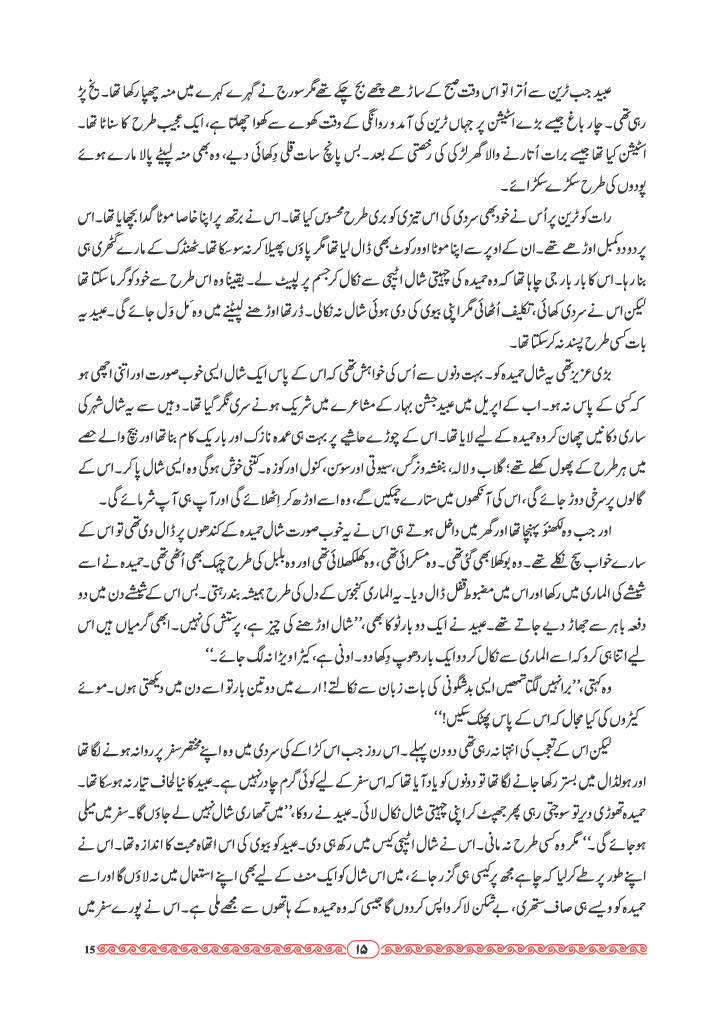 عبید جب ٹرین سے اُترا تو اس وقت صبح کے ساڑھے چھے بج چکے تھے مگر سورج نے گہرے کہرے میں منہ چھپا رکھا تھا۔ یخ پڑ
رہی تھی۔ چار باغ جیسے بڑے اسٹیشن پر جہاں ٹرین کی آمد و روانگی کے وقت کھوے سے کھوا چھلتا ہے، ایک عجیب طرح کا سناٹا تھا۔
اسٹیشن کیا تھا جیسے برات اُتارنے والا گھر لڑکی کی رخصتی کے بعد۔ بس پانچ سات قلی دِکھائی دیے، وہ بھی منہ لپیٹے پالا مارے ہوئے
پودوں کی طرح سکڑے سکڑائے۔
رات کو ٹرین پر اُس نے خود بھی سردی کی اس تیزی کو بری طرح محسوس کیا تھا۔ اس نے برتھ پر اپنا خاصا موٹا گدا بچھایا تھا۔ اس
پر دو دو کمبل اوڑھے تھے۔ ان کے اوپر سے اپنا موٹا اوورکوٹ بھی ڈال لیا تھا مگر پاؤں پھیلا کر نہ سو سکا تھا۔ ٹھنڈک کے مارے گٹھری ہی
بنا رہا۔ اس کا بار بار جی چاہا تھا کہ وہ حمیدہ کی چہیتی شال اٹیچی سے نکال کر جسم پر لپیٹ لے۔ یقیناً وہ اس طرح سے خود کو گرما سکتا تھا
لیکن اس نے سردی کھائی، تکلیف اُٹھائی مگر اپنی بیوی کی دی ہوئی شال نہ نکالی۔ ڈر تھا اوڑھنے لپیٹنے میں وہ مَل وَل جائے گی۔ عبید یہ
بات کسی طرح پسند نہ کر سکتا تھا۔
بڑی عزیز تھی یہ شال حمیدہ کو۔ بہت دنوں سے اُس کی خواہش تھی کہ اس کے پاس ایک شال ایسی خوب صورت اور اتنی اچھی ہو
کہ کسی کے پاس نہ ہو۔ اب کے اپریل میں عبید جشن بہار کے مشاعرے میں شریک ہونے سری نگر گیا تھا۔ وہیں سے یہ شال شہر کی
ساری دکانیں چھان کر وہ حمیدہ کے لیے لایا تھا۔ اس کے چوڑے حاشیے پر بہت ہی عمدہ نازک اور باریک کام بنا تھا اور بیچ والے حصے
میں ہر طرح کے پھول کھلے تھے؛ گلاب و لالہ، بنفشہ و نرگس، سیوتی اور سوسن، کنول اور کوزہ۔ کتنی خوش ہوگی وہ ایسی شال پا کر۔ اس کے
گالوں پر سرخی دوڑ جائے گی، اس کی آنکھوں میں ستارے چمکیں گے، وہ اسے اوڑھ کر اِٹھلائے گی اور آپ ہی آپ شرمائے گی۔
اور جب وہ لکھنؤ پہنچا تھا اور گھر میں داخل ہوتے ہی اس نے یہ خوب صورت شال حمیدہ کے کندھوں پر ڈال دی تھی تو اس کے
سارے خواب سچ نکلے تھے۔ وہ بوکھلا بھی گئی تھی۔ وہ مسکرائی تھی، وہ کھلکھلائی تھی اور وہ بلبل کی طرح چہک بھی اُٹھی تھی۔ حمیدہ نے اسے
شیشے کی الماری میں رکھا اور اس میں مضبوط قفل ڈال دیا۔ یہ الماری کنجوس کے دل کی طرح ہمیشہ بند رہتی۔ بس اس کے شیشے دن میں دو
دفعہ باہر سے جھاڑ دیے جاتے تھے۔ عبید نے ایک دو بار ٹوکا بھی، ’’شال اوڑھنے کی چیز ہے، پرستش کی نہیں۔ ابھی گرمیاں ہیں اس
لیے اتنا ہی کرو کہ اسے الماری سے نکال کر دو ایک بار دھوپ دِکھا دو۔ اونی ہے، کیڑا ویڑا نہ لگ جائے۔‘‘
وہ کہتی، ’’برا نہیں لگتا تمھیں ایسی بدشگونی کی بات زبان سے نکالتے! ارے میں دو تین بار تو اسے دن میں دیکھتی ہوں۔ موئے
کیڑوں کی کیا مجال کہ اس کے پاس پھٹک سکیں!‘‘
لیکن اس کے تعجب کی انتہا نہ رہی تھی دو دن پہلے۔ اس روز جب اس کڑاکے کی سردی میں وہ اپنے مختصر سفر پر روانہ ہونے لگا تھا
اور ہولڈال میں بستر رکھا جانے لگا تھا تو دونوں کو یاد آیا تھا کہ اس سفر کے لیے کوئی گرم چادر نہیں ہے۔ عبید کا نیا لحاف تیار نہ ہو سکا تھا۔
حمیدہ تھوڑی دیر تو سوچتی رہی پھر جھپٹ کر اپنی چہیتی شال نکال لائی۔ عبید نے روکا، ’’میں تمھاری شال نہیں لے جاؤں گا۔ سفر میں میلی
ہو جائے گی۔‘‘ مگر وہ کسی طرح نہ مانی۔ اس نے شال اٹیچی کیس میں رکھ ہی دی۔ عبید کو بیوی کی اس اتھاہ محبت کا اندازہ تھا۔ اس نے
اپنے طور پر طے کر لیا کہ چاہے مجھ پر کیسی ہی گزر جائے، میں اس شال کو ایک منٹ کے لیے بھی اپنے استعمال میں نہ لاؤں گا اور اسے
حمیدہ کو ویسے ہی صاف ستھری، بے شکن لا کر واپس کر دوں گا جیسی کہ وہ حمیدہ کے ہاتھوں سے مجھے ملی ہے۔ اس نے پورے سفر میں
15 ۱۵